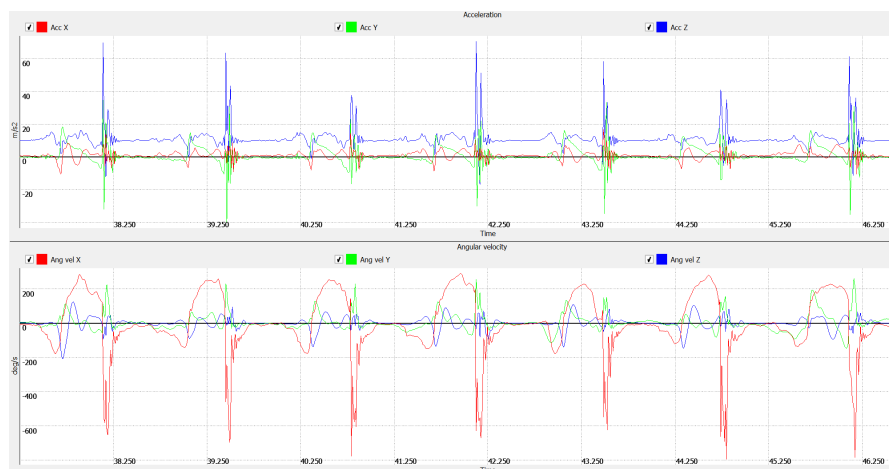 Acceleration
Acc X Acc Y Acc Z
60
40
20
0
-20
m/s2
38.250 39.250 40.250 41.250 42.250 43.250 44.250 45.250 46.250
Time
Angular velocity
Ang vel X Ang vel Y Ang vel Z
200
0
-200
-400
-600
deg/s
38.250 39.250 40.250 41.250 42.250 43.250 44.250 45.250 46.250
Time